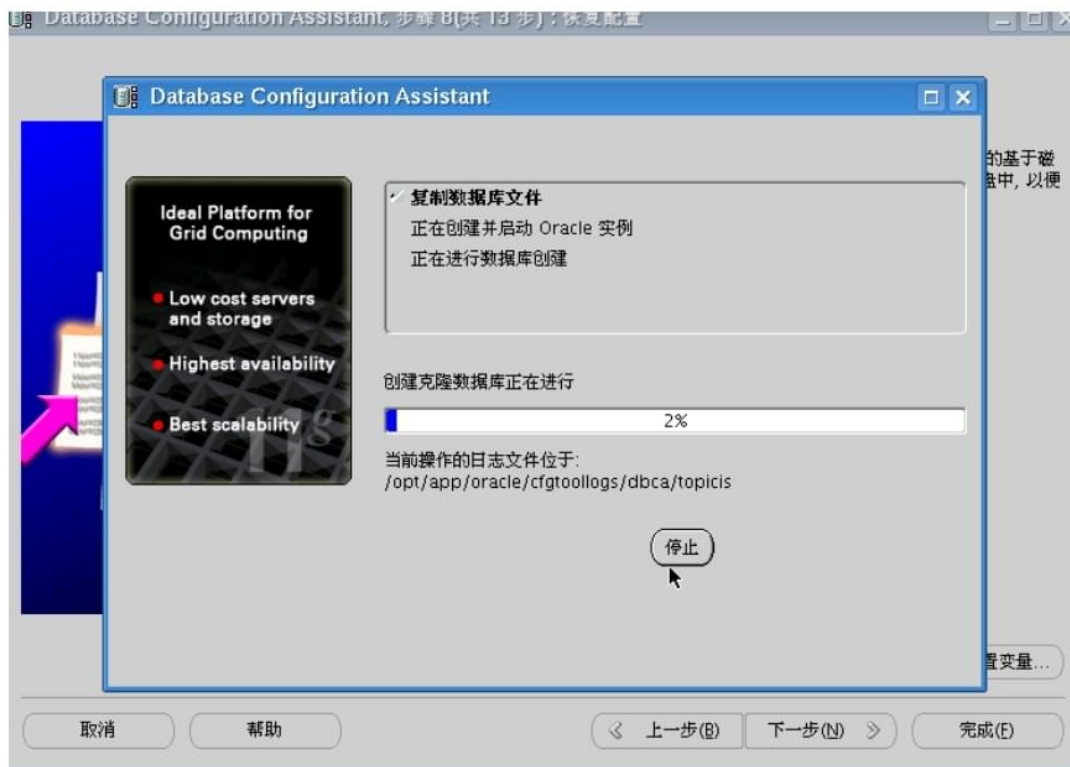 Database Configuration Assistant, 步骤 8(共 13 步) : 恢复配置
Database Configuration Assistant
的基于磁
盘中, 以便
Ideal Platform for
Grid Computing
Low cost servers
and storage
Highest availability
Best scalability
11g
复制数据库文件
正在创建并启动 Oracle 实例
正在进行数据库创建
创建克隆数据库正在进行
2%
当前操作的日志文件位于:
/opt/app/oracle/cfgtoollogs/dbca/topicis
停止
置变量...
取消
帮助
上一步(B)
下一步(N)
完成(F)